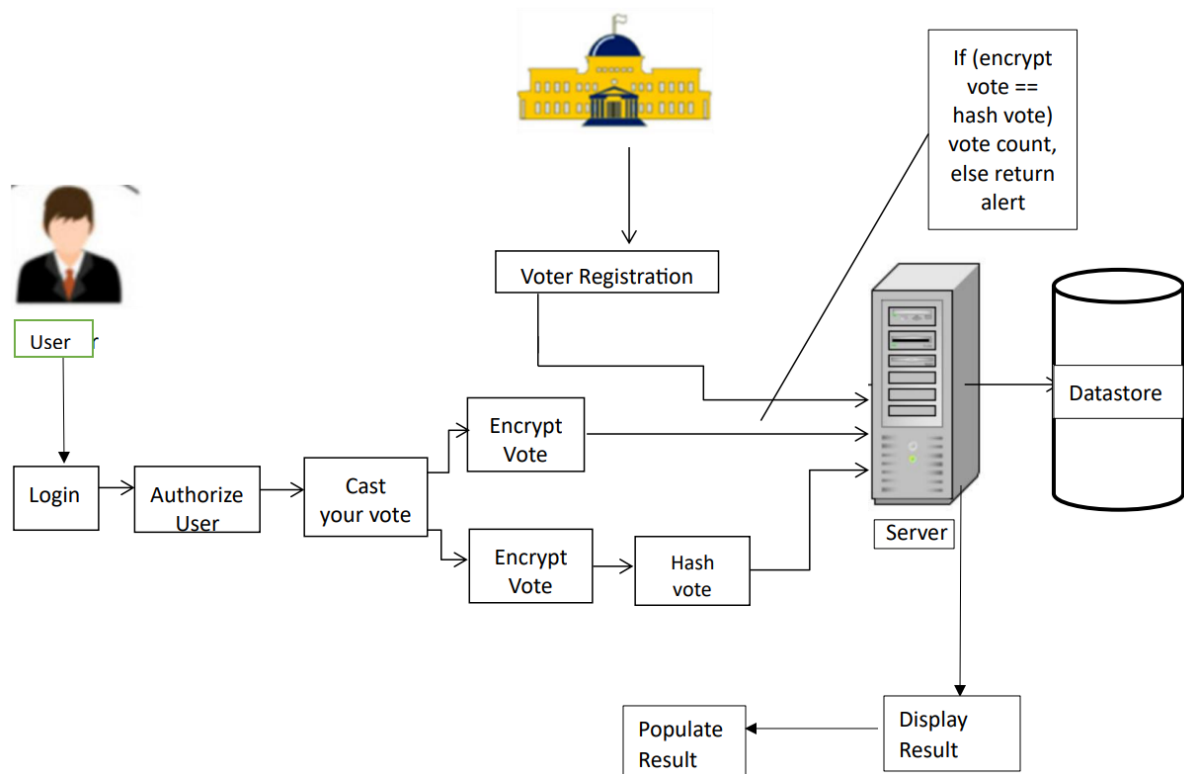 If (encrypt
vote ==
hash vote)
vote count,
else return
alert
Voter Registration
User r
Login
Authorize
User
Cast
your vote
Encrypt
Vote
Encrypt
Vote
Hash
vote
Server
Datastore
Display
Result
Populate
Result